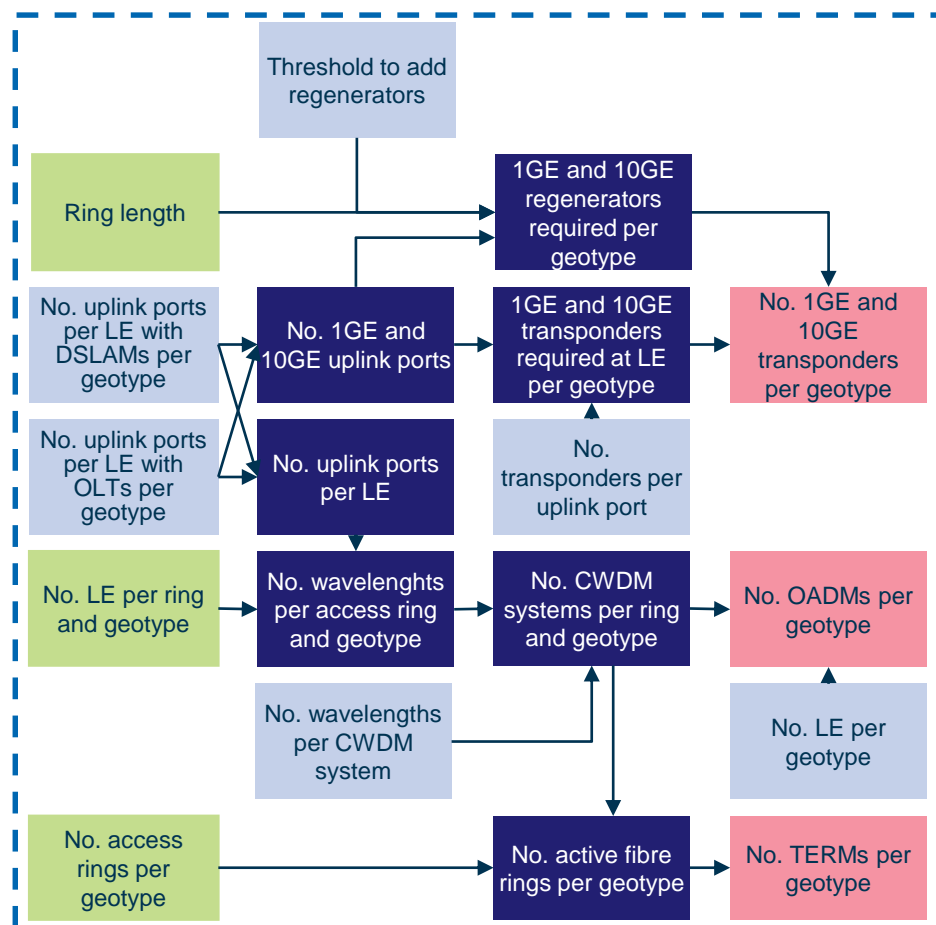 Threshold to add
regenerators
Ring length
1GE and 10GE
regenerators
required per
geotype
No. uplink ports
per LE with
DSLAMs per
geotype
No. 1GE and
10GE uplink ports
1GE and 10GE
transponders
required at LE
per geotype
No. 1GE and
10GE
transponders
per geotype
No. uplink ports
per LE with
OLTs per
geotype
No. uplink ports
per LE
No.
transponders per
uplink port
No. LE per ring
and geotype
No. wavelenghts
per access ring
and geotype
No. CWDM
systems per ring
and geotype
No. OADMs per
geotype
No. wavelengths
per CWDM
system
No. LE per
geotype
No. access
rings per
geotype
No. active fibre
rings per geotype
No. TERMs per
geotype